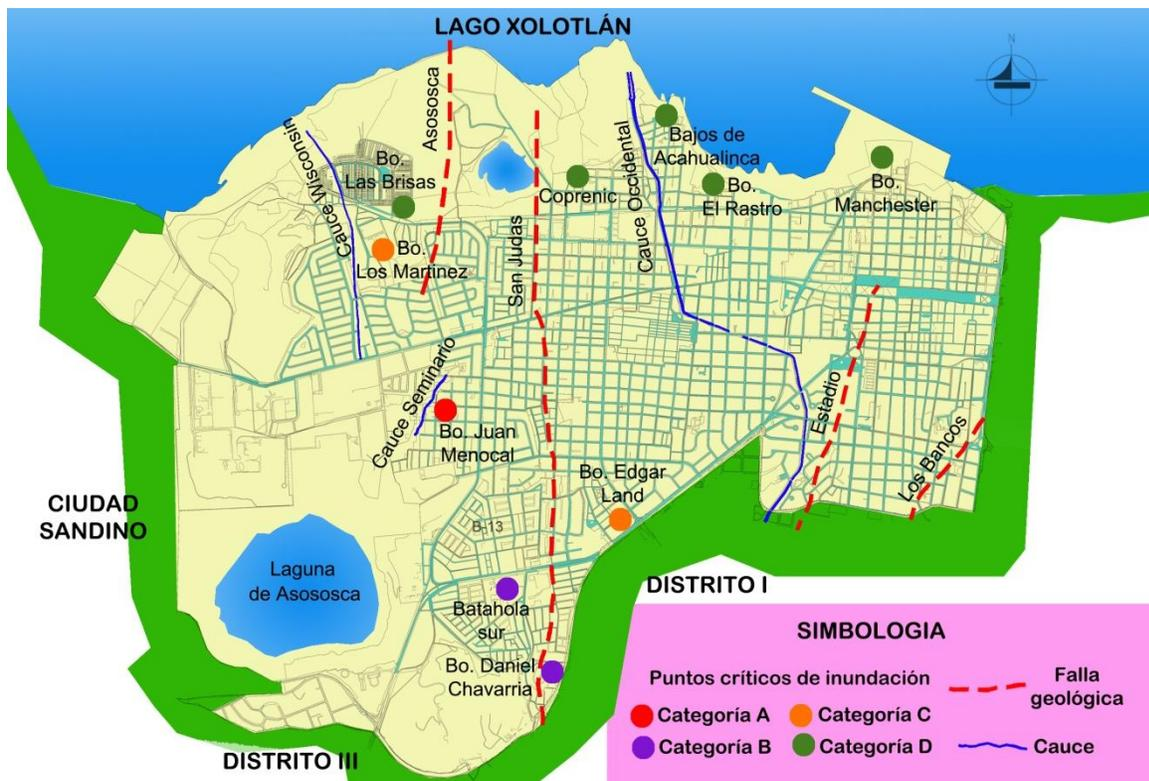 LAGO XOLOTLÁN
N
Asososca
Cauce Wisconsin
Bo.
Las Brisas
Bo.
Los Martinez
San Judas
Coprenic
Cauce Occidental
Bajos de
Acahualinca
Bo.
El Rastro
Bo.
Manchester
Cauce Seminario
Bo. Juan
Menocal
Estadio
Los Bancos
Bo. Edgar
Land
B-13
CIUDAD
SANDINO
Laguna
de Asososca
Batahola
sur
Bo. Daniel
Chavarria
DISTRITO I
DISTRITO III
SIMBOLOGIA
Puntos críticos de inundación
Categoría A
Categoría C
Categoría B
Categoría D
Falla
geológica
Cauce